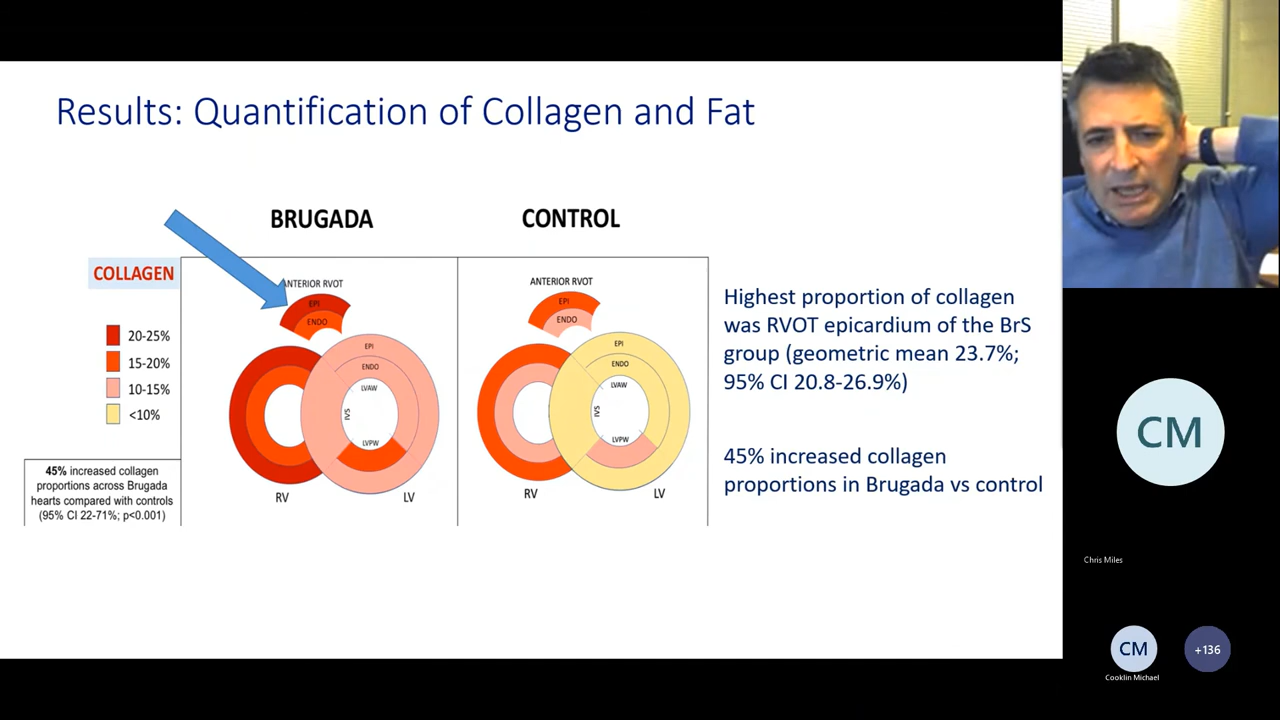 Results: Quantification of Collagen and Fat
BRUGADA
CONTROL
COLLAGEN
20-25%
15-20%
10-15%
<10%
45% increased collagen
proportions across Brugada
hearts compared with controls
(95% CI 22-71%; p<0.001)
ANTERIOR RVOT
EPI
ENDO
EPI
ENDO
LVAW
IVS
LVPW
RV
LV
ANTERIOR RVOT
EPI
ENDO
EPI
ENDO
LVAW
IVS
LVPW
RV
LV
Highest proportion of collagen
was RVOT epicardium of the BrS
group (geometric mean 23.7%;
95% CI 20.8-26.9%)
45% increased collagen
proportions in Brugada vs control
CM
Chris Miles
CM
+136
Cooklin Michael